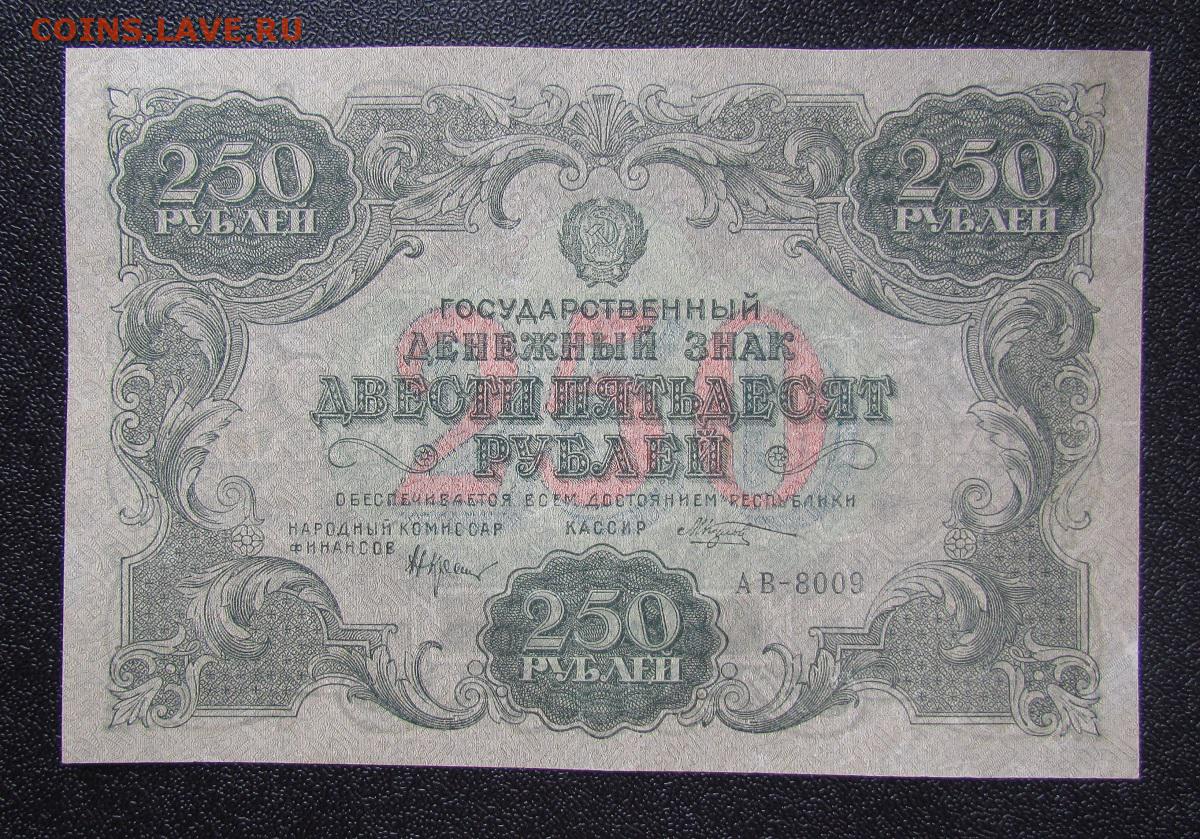 COINS.LAVE.RU
250
РУБЛЕЙ
250
РУБЛЕЙ
ГОСУДАРСТВЕННЫЙ
ДЕНЕЖНЫЙ ЗНАК
250
ДВЕСТИ ПЯТЬДЕСЯТ
РУБЛЕЙ
ОБЕСПЕЧИВАЕТСЯ ВСЕМ ДОСТОЯНИЕМ РЕСПУБЛИКИ
НАРОДНЫЙ КОМИССАР
ФИНАНСОВ
КАССИР
АВ-8009
250
РУБЛЕЙ